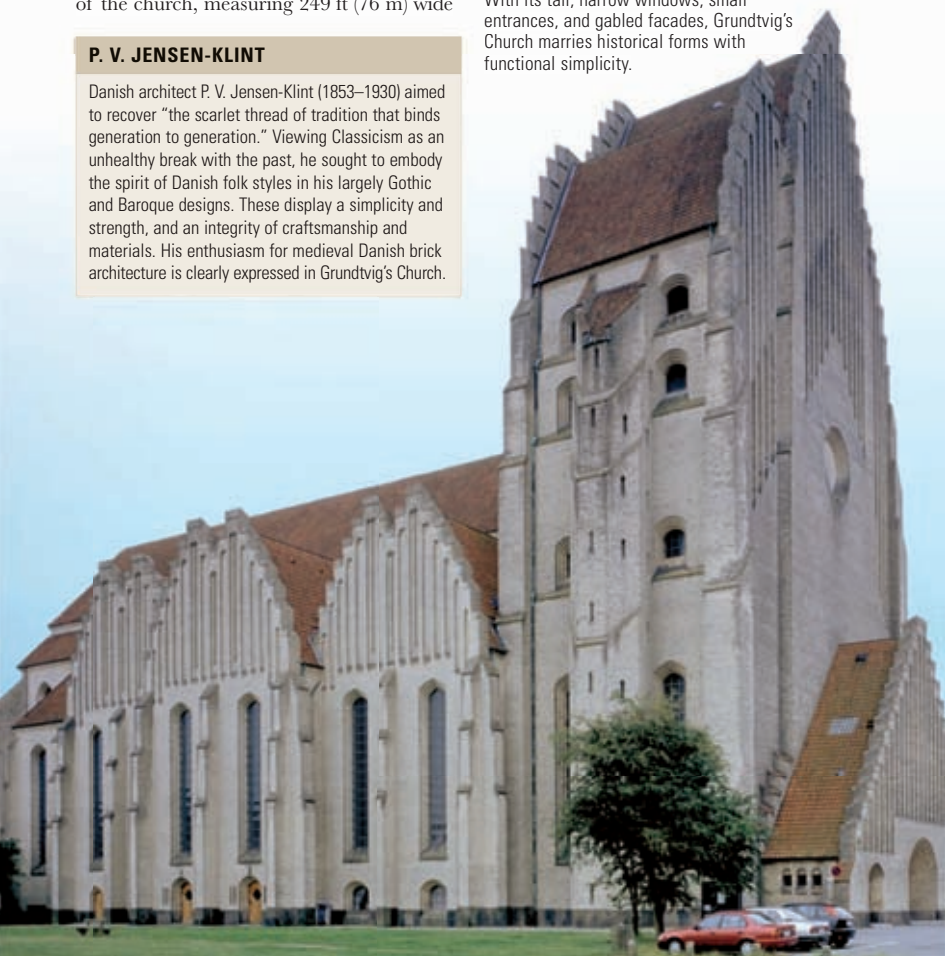 of the church, measuring 249 ft (76 m) wide
P. V. JENSEN-KLINT
Danish architect P. V. Jensen-Klint (1853–1930) aimed
to recover “the scarlet thread of tradition that binds
generation to generation.” Viewing Classicism as an
unhealthy break with the past, he sought to embody
the spirit of Danish folk styles in his largely Gothic
and Baroque designs. These display a simplicity and
strength, and an integrity of craftsmanship and
materials. His enthusiasm for medieval Danish brick
architecture is clearly expressed in Grundtvig’s Church.
With its tall, narrow windows, small
entrances, and gabled facades, Grundtvig’s
Church marries historical forms with
functional simplicity.